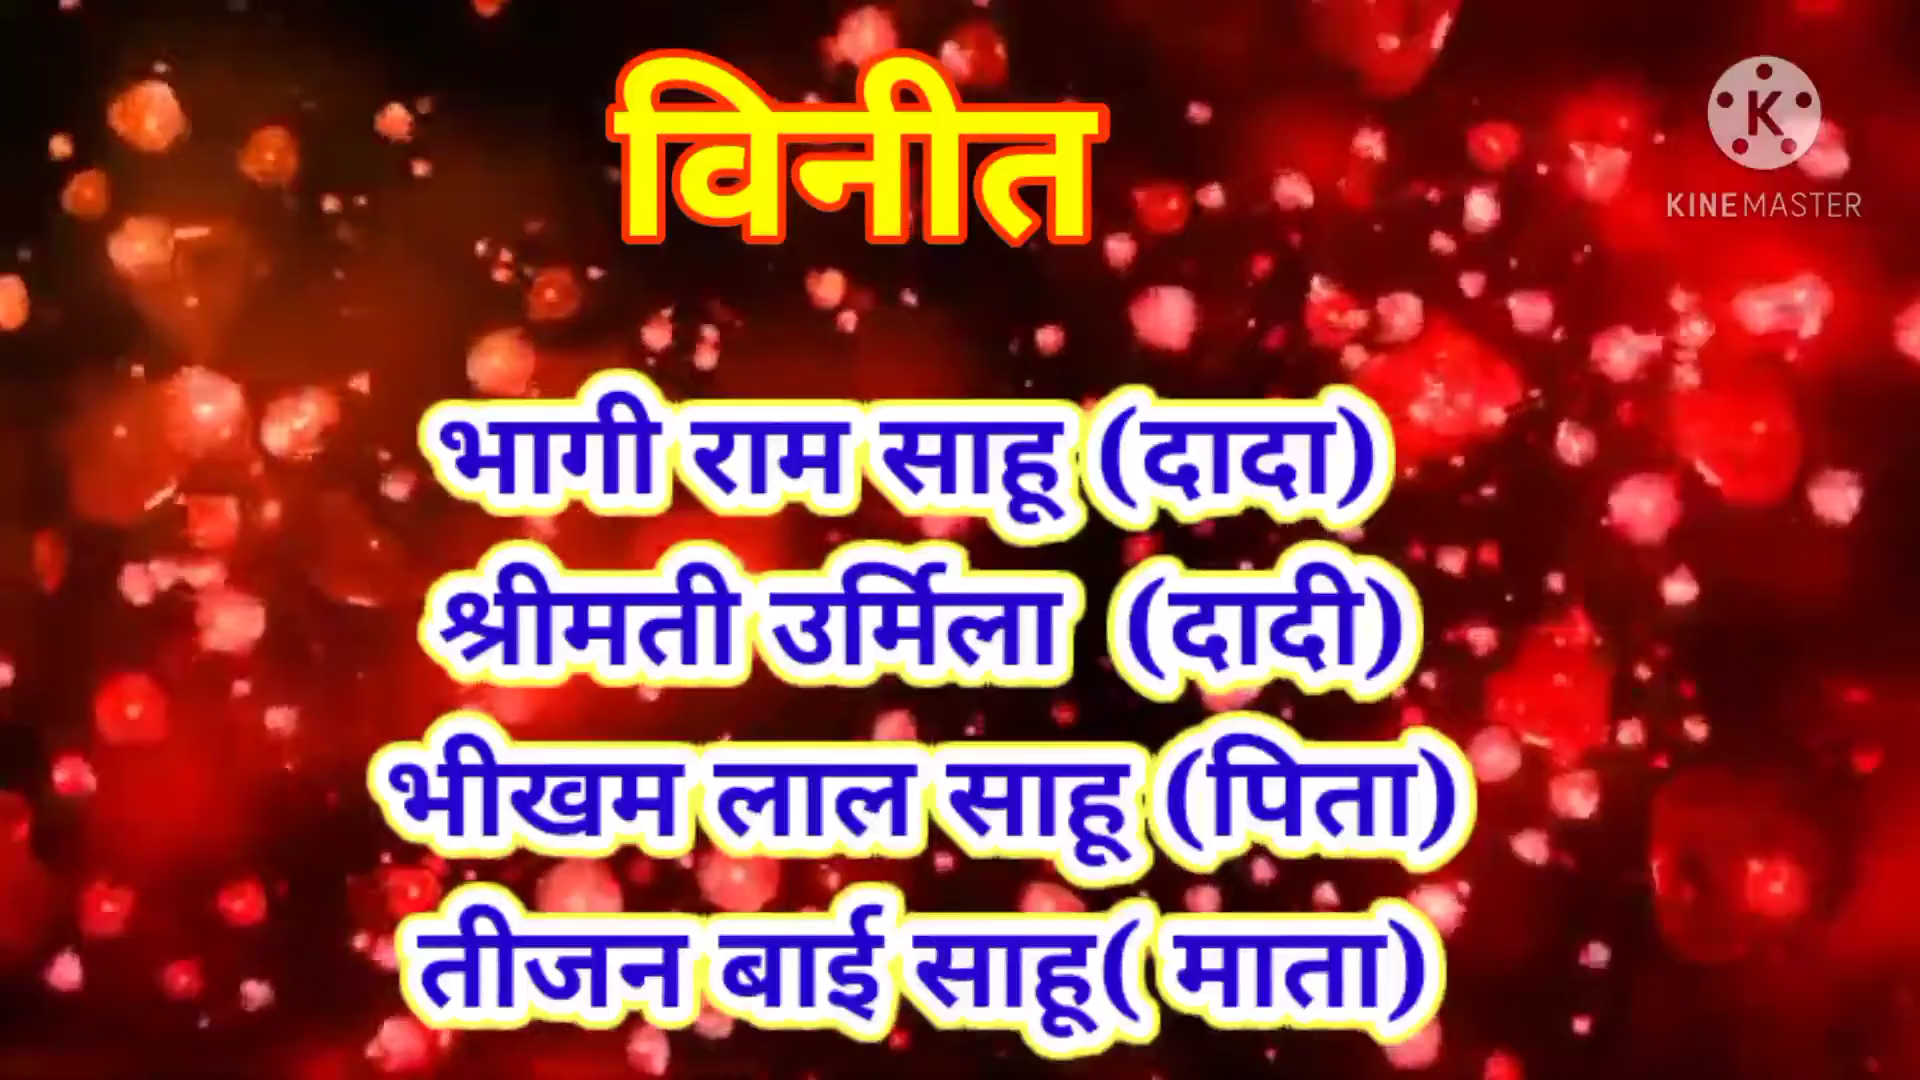 विनीत
K
KINEMASTER
भागी राम साहू (दादा)
श्रीमती उर्मिला (दादी)
भीखम लाल साहू (पिता)
तीजन बाई साहू( माता)